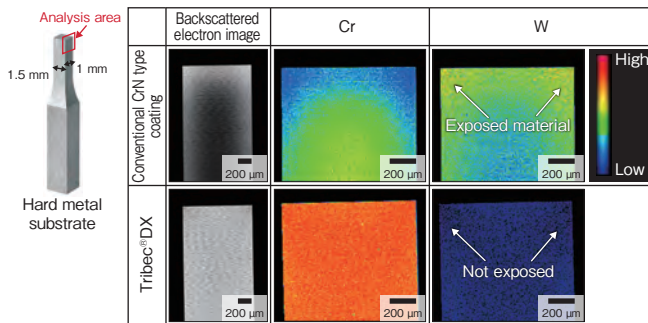 Analysis area
1.5 mm
1 mm
Hard metal
substrate
Backscattered
electron image
Cr
W
Conventional CrN type
coating
200 µm
200 µm
Exposed material
200 µm
High
Low
Tribec®DX
200 µm
200 µm
Not exposed
200 µm